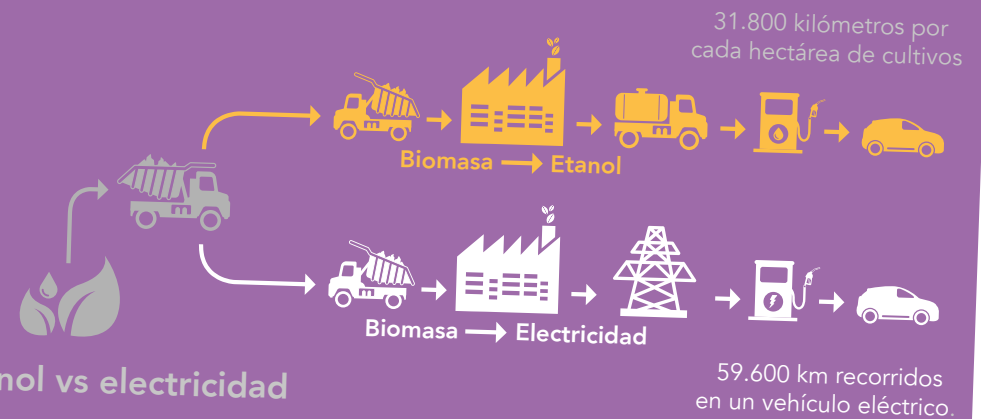 31.800 kilómetros por
cada hectárea de cultivos
Biomasa → Etanol
Biomasa → Electricidad
nol vs electricidad
59.600 km recorridos
en un vehículo eléctrico.